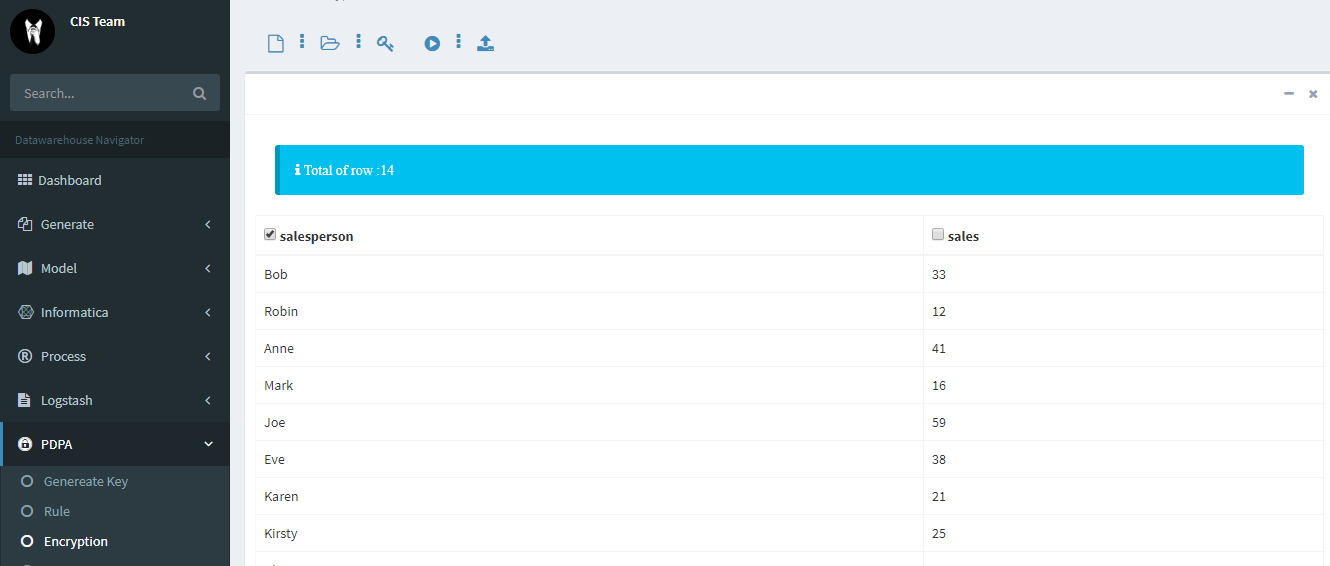 CIS Team
Search...
Datawarehouse Navigator
Dashboard
Generate
Model
Informatica
Process
Logstash
PDPA
Genereate Key
Rule
Encryption
Total of row :14
salesperson sales
Bob 33
Robin 12
Anne 41
Mark 16
Joe 59
Eve 38
Karen 21
Kirsty 25